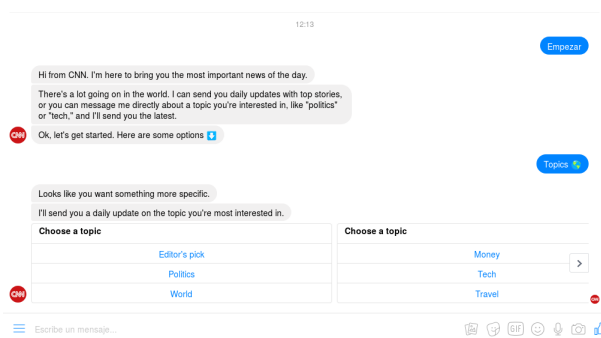 12:13
Empezar
Hi from CNN. I'm here to bring you the most important news of the day.
There's a lot going on in the world. I can send you daily updates with top stories,
or you can message me directly about a topic you're interested in, like "politics"
or "tech," and I'll send you the latest.
CNN
Ok, let's get started. Here are some options ⬇️
Topics 🌎
Looks like you want something more specific.
I'll send you a daily update on the topic you're most interested in.
Choose a topic
Editor's pick
Politics
World
Choose a topic
Money
Tech
Travel
CNN
CNN
Escribe un mensaje...
GIF